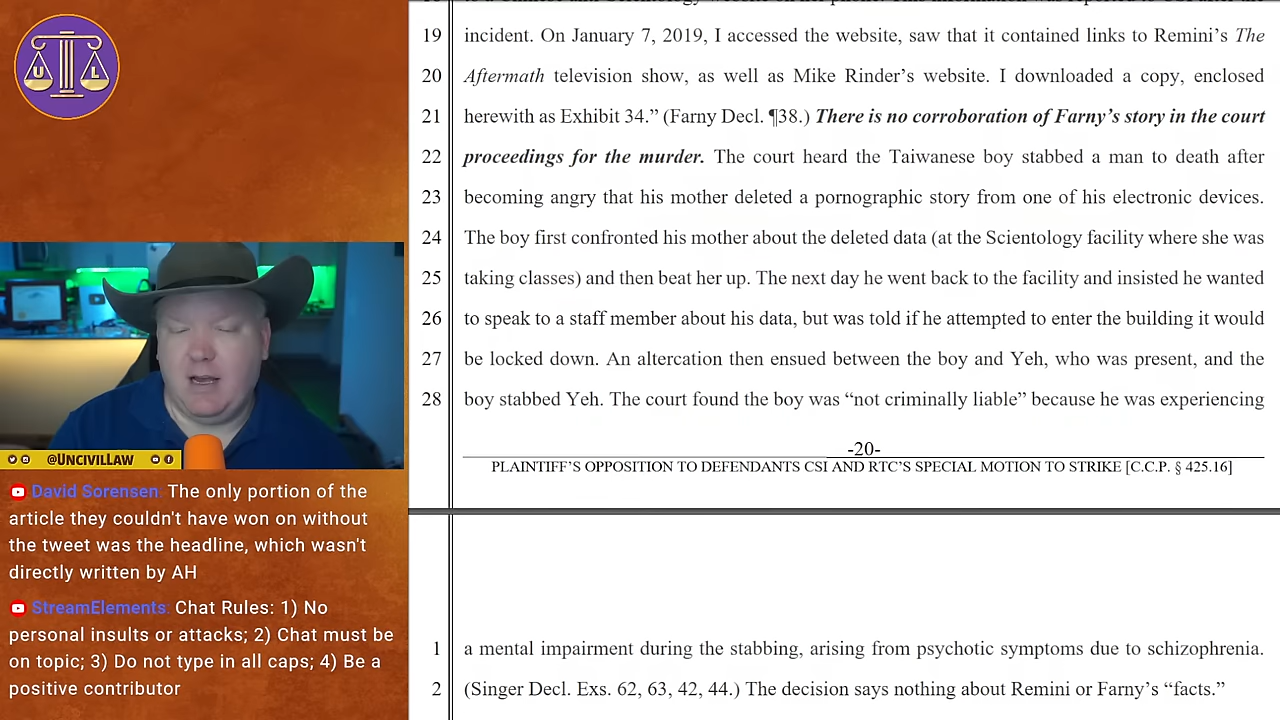 U L
@UNCIVILLAW
David Sorensen: The only portion of the
article they couldn't have won on without
the tweet was the headline, which wasn't
directly written by AH
StreamElements: Chat Rules: 1) No
personal insults or attacks; 2) Chat must be
on topic; 3) Do not type in all caps; 4) Be a
positive contributor
19 incident. On January 7, 2019, I accessed the website, saw that it contained links to Remini’s The
20 Aftermath television show, as well as Mike Rinder’s website. I downloaded a copy, enclosed
21 herewith as Exhibit 34.” (Farny Decl. ¶38.) There is no corroboration of Farny’s story in the court
22 proceedings for the murder. The court heard the Taiwanese boy stabbed a man to death after
23 becoming angry that his mother deleted a pornographic story from one of his electronic devices.
24 The boy first confronted his mother about the deleted data (at the Scientology facility where she was
25 taking classes) and then beat her up. The next day he went back to the facility and insisted he wanted
26 to speak to a staff member about his data, but was told if he attempted to enter the building it would
27 be locked down. An altercation then ensued between the boy and Yeh, who was present, and the
28 boy stabbed Yeh. The court found the boy was “not criminally liable” because he was experiencing
-20-
PLAINTIFF’S OPPOSITION TO DEFENDANTS CSI AND RTC’S SPECIAL MOTION TO STRIKE [C.C.P. § 425.16]
1 a mental impairment during the stabbing, arising from psychotic symptoms due to schizophrenia.
2 (Singer Decl. Exs. 62, 63, 42, 44.) The decision says nothing about Remini or Farny’s “facts.”